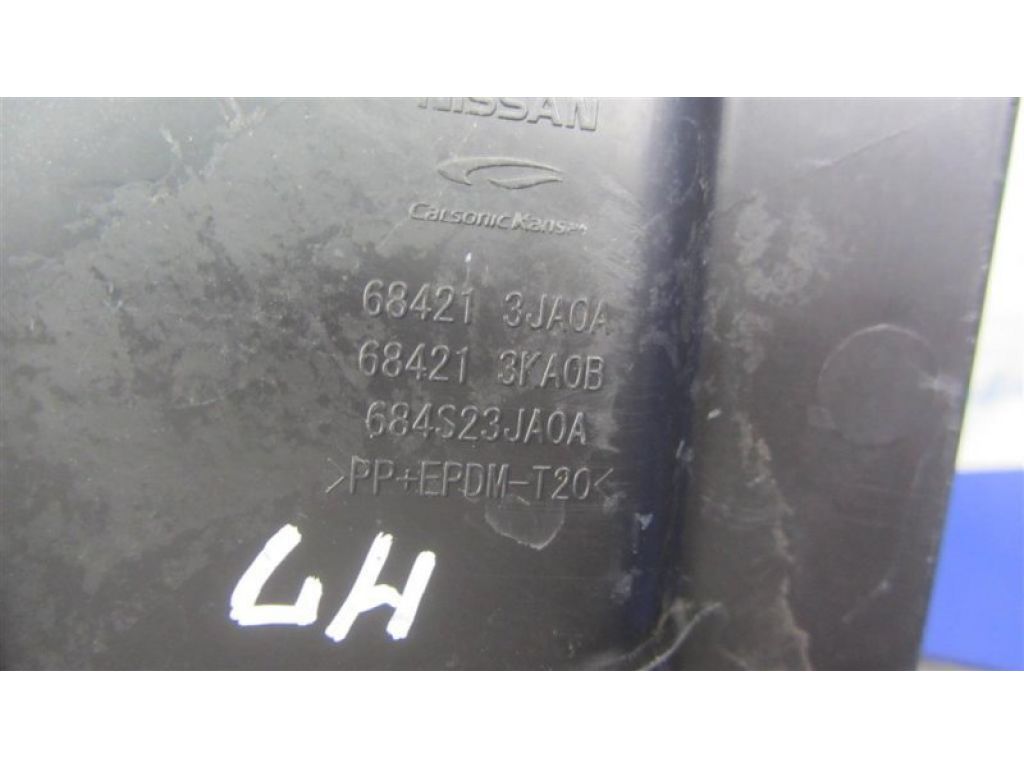 NISSAN
CalsonicKansei
68421 3JA0A
68421 3KA0B
684S23JA0A
>PP+EPDM-T20<
LH